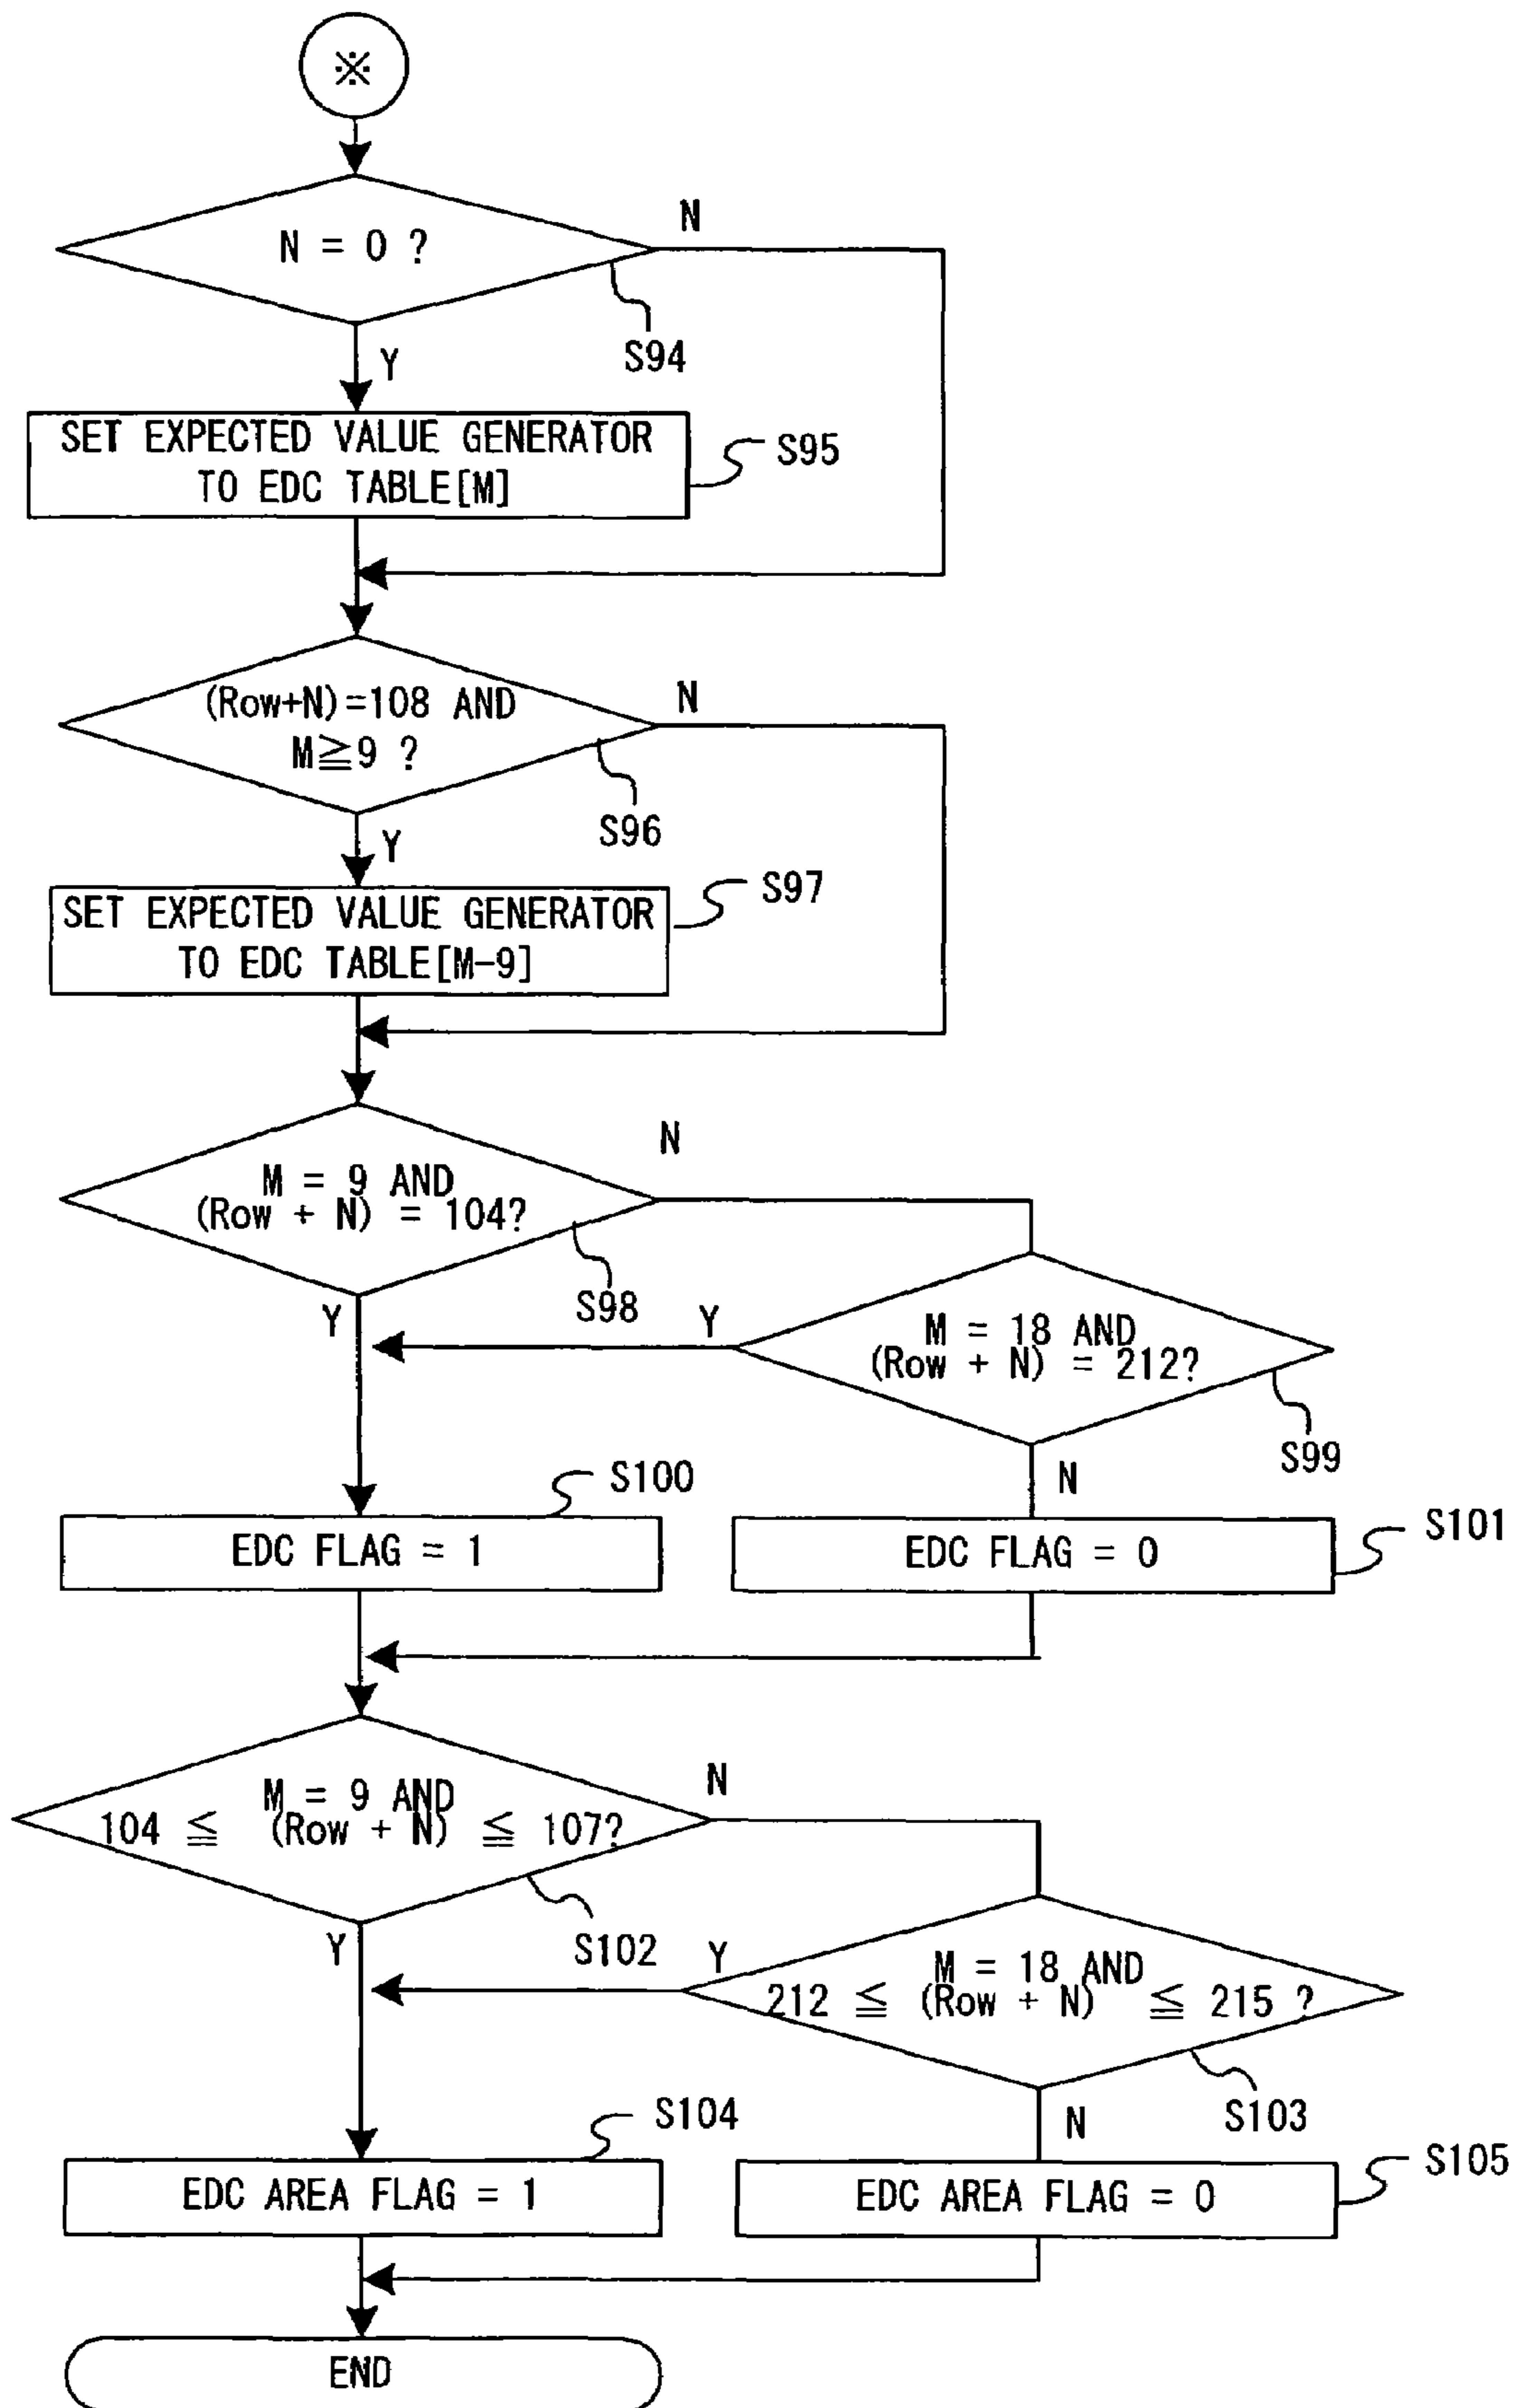 ※
N = 0 ?
N
S94
Y
SET EXPECTED VALUE GENERATOR
TO EDC TABLE[M]
S95
(Row+N)=108 AND
M≧9 ?
N
S96
Y
SET EXPECTED VALUE GENERATOR
TO EDC TABLE[M-9]
S97
M = 9 AND
(Row + N) = 104?
N
S98
Y
M = 18 AND
(Row + N) = 212?
Y
S99
N
S100
EDC FLAG = 1
EDC FLAG = 0
S101
M = 9 AND
104 ≦ (Row + N) ≦ 107?
N
S102
Y
M = 18 AND
212 ≦ (Row + N) ≦ 215 ?
Y
S103
N
S104
EDC AREA FLAG = 1
EDC AREA FLAG = 0
S105
END